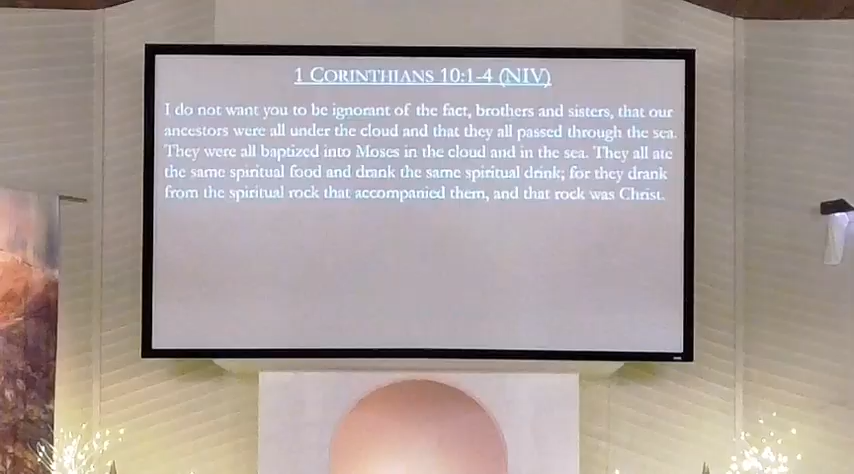 1 CORINTHIANS 10:1-4 (NIV)
I do not want you to be ignorant of the fact, brothers and sisters, that our
ancestors were all under the cloud and that they all passed through the sea.
They were all baptized into Moses in the cloud and in the sea. They all ate
the same spiritual food and drank the same spiritual drink; for they drank
from the spiritual rock that accompanied them, and that rock was Christ.